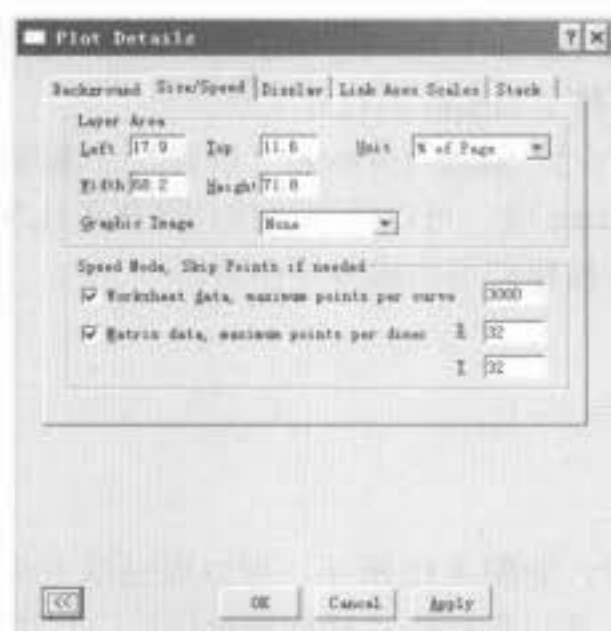 Plot Details
Background Size/Speed Display Link Axes Scales Stack
Layer Area
Left 17.9 Top 11.6 Unit % of Page
Width 68.2 Height 71.8
Graphic Image None
Speed Mode, Skip Points if needed
Worksheet data, maximum points per curve 3000
Matrix data, maximum points per dimen X 32
Y 32
<< OK Cancel Apply